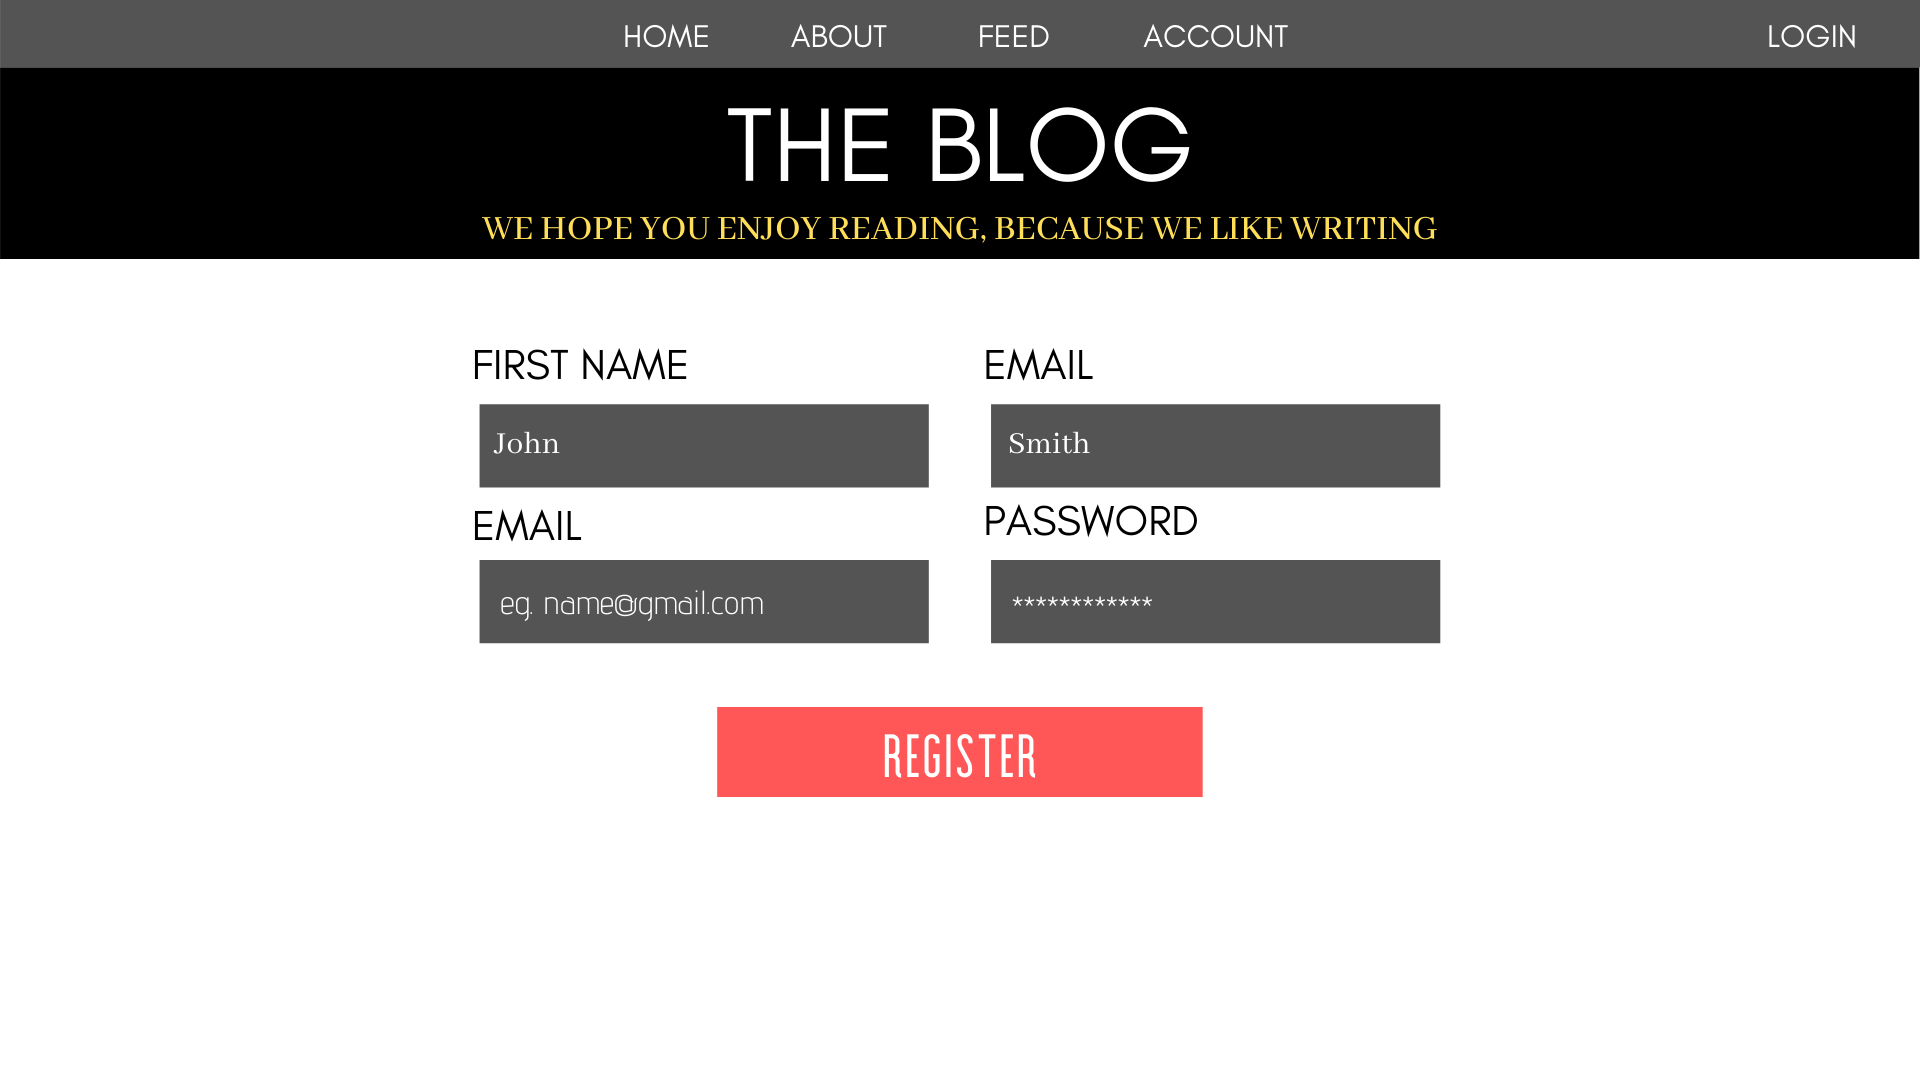 HOME ABOUT FEED ACCOUNT LOGIN
THE BLOG
WE HOPE YOU ENJOY READING, BECAUSE WE LIKE WRITING
FIRST NAME EMAIL
John Smith
EMAIL PASSWORD
eg. name@gmail.com ************
REGISTER